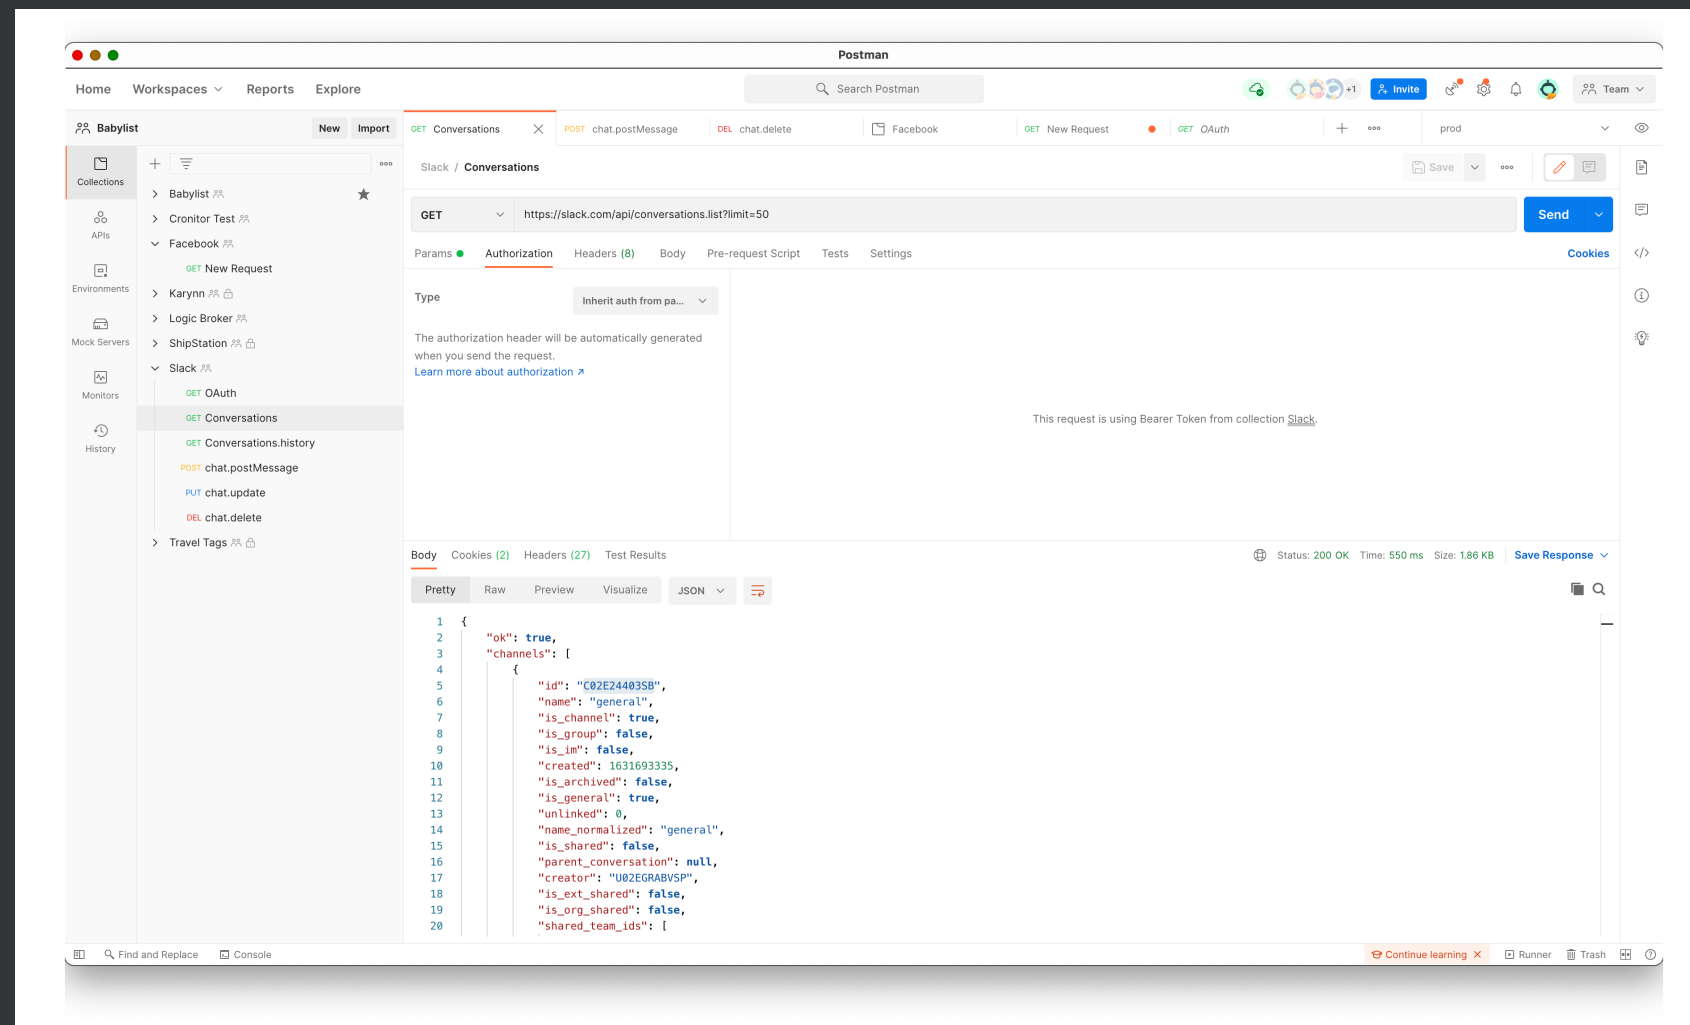 Postman
Home Workspaces Reports Explore
Search Postman
+1 Invite Team
Babylist New Import
GET Conversations POST chat.postMessage DEL chat.delete Facebook GET New Request GET OAuth prod
Collections
APIs
Environments
Mock Servers
Monitors
History
Babylist
Cronitor Test
Facebook
GET New Request
Karynn
Logic Broker
ShipStation
Slack
GET OAuth
GET Conversations
GET Conversations.history
POST chat.postMessage
PUT chat.update
DEL chat.delete
Travel Tags
Slack / Conversations Save
GET https://slack.com/api/conversations.list?limit=50 Send
Params Authorization Headers (8) Body Pre-request Script Tests Settings Cookies
Type Inherit auth from pa...
The authorization header will be automatically generated
when you send the request.
Learn more about authorization ↗
This request is using Bearer Token from collection Slack.
Body Cookies (2) Headers (27) Test Results Status: 200 OK Time: 550 ms Size: 1.86 KB Save Response
Pretty Raw Preview Visualize JSON
1 {
2 "ok": true,
3 "channels": [
4 {
5 "id": "C02E24403SB",
6 "name": "general",
7 "is_channel": true,
8 "is_group": false,
9 "is_im": false,
10 "created": 1631693335,
11 "is_archived": false,
12 "is_general": true,
13 "unlinked": 0,
14 "name_normalized": "general",
15 "is_shared": false,
16 "parent_conversation": null,
17 "creator": "U02EGRABVSP",
18 "is_ext_shared": false,
19 "is_org_shared": false,
20 "shared_team_ids": [
Find and Replace Console Continue learning Runner Trash